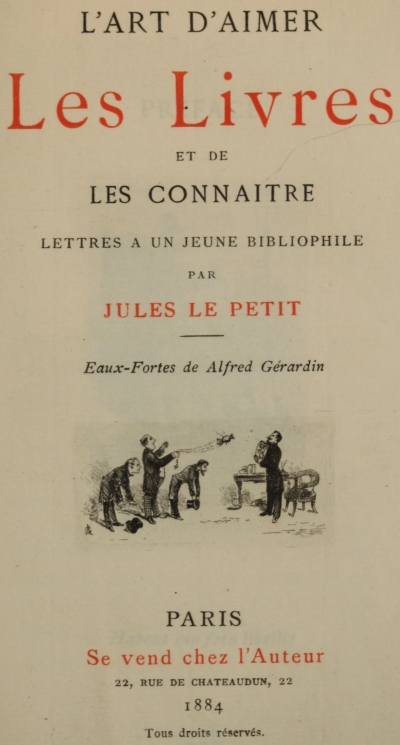 L'ART D'AIMER
Les Livres
ET DE
LES CONNAITRE
LETTRES A UN JEUNE BIBLIOPHILE
PAR
JULES LE PETIT
Eaux-Fortes de Alfred Gérardin
PARIS
Se vend chez l'Auteur
22, RUE DE CHATEAUDUN, 22
1884
Tous droits réservés.